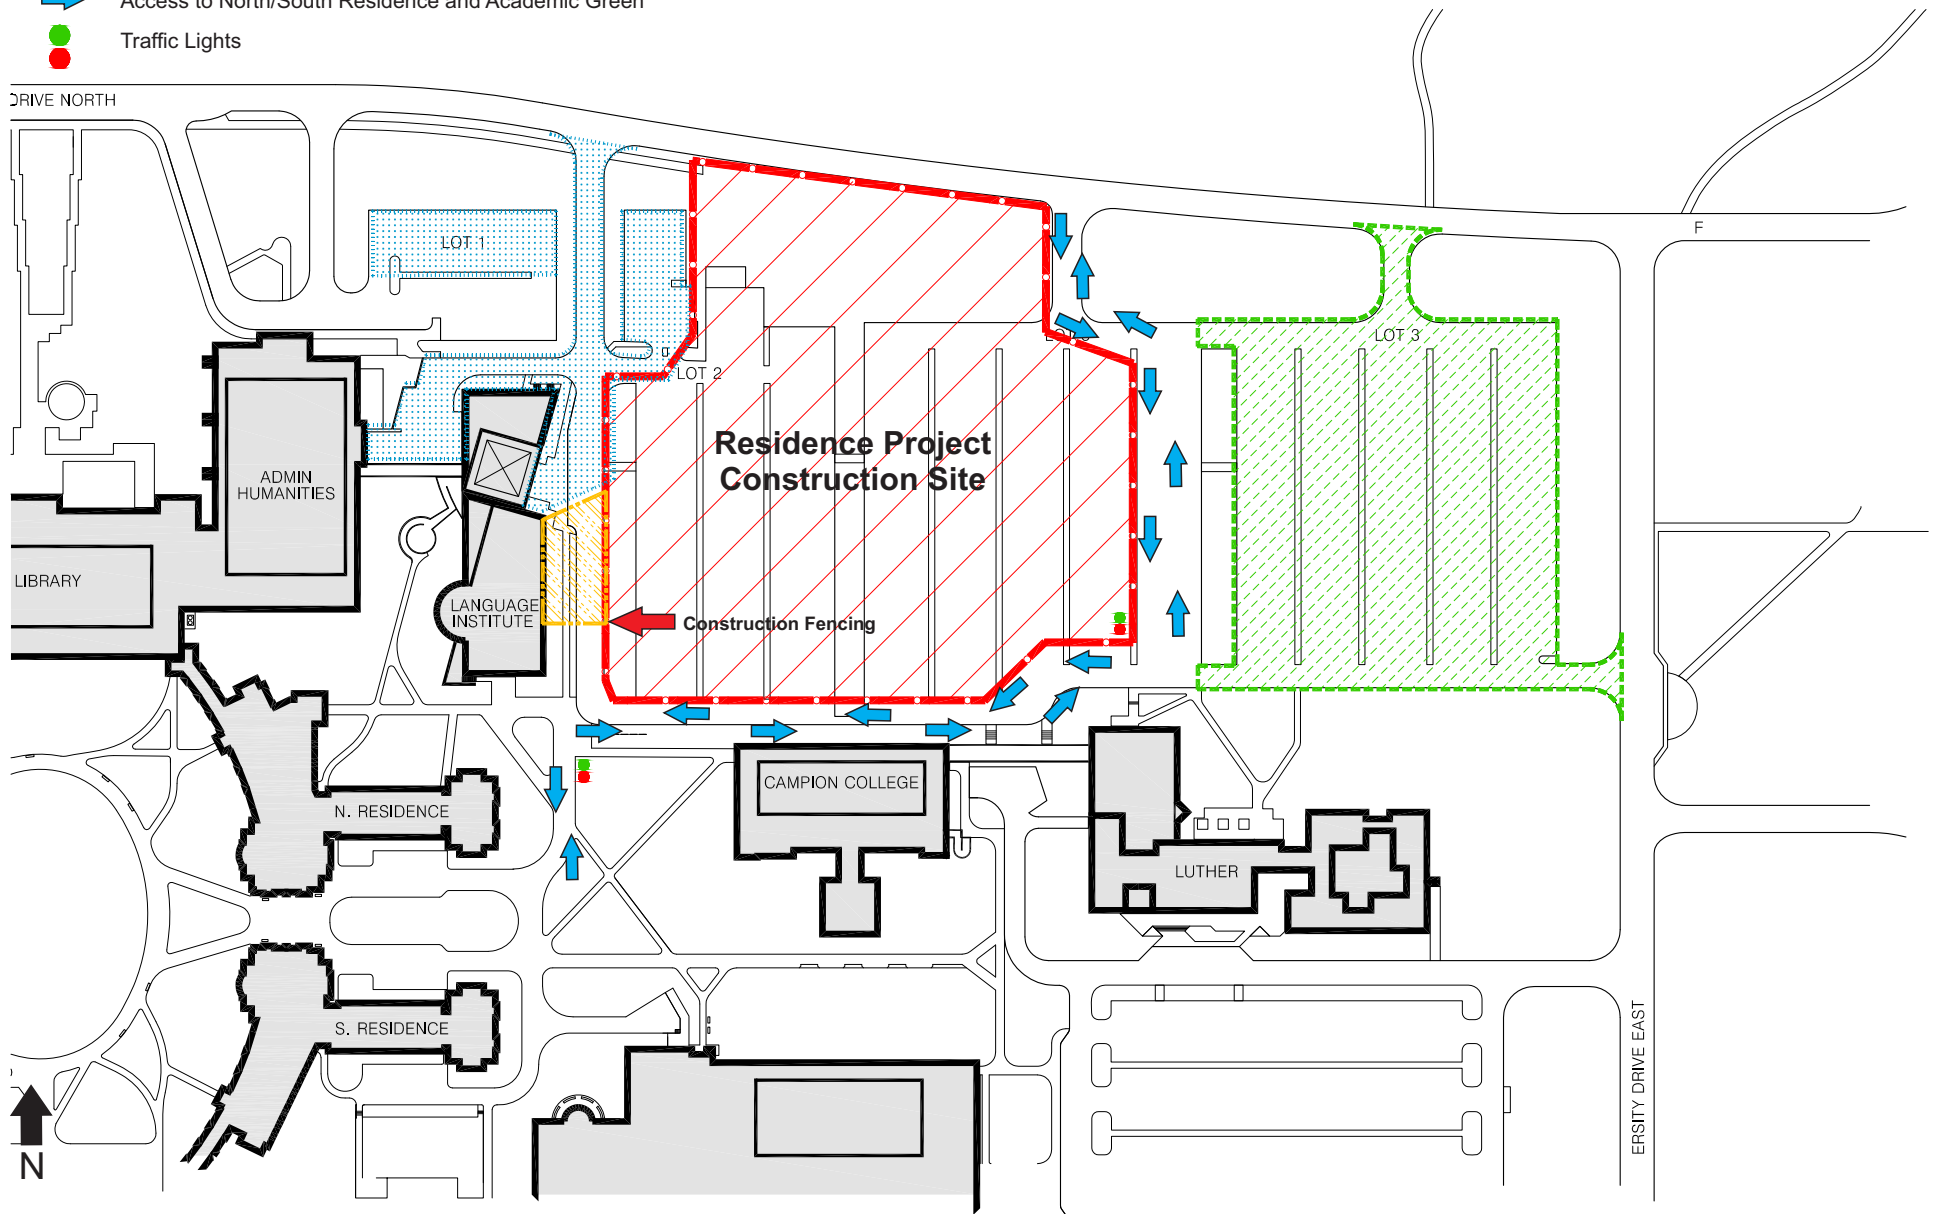 Access to North/South Residence and Academic Green
Traffic Lights
DRIVE NORTH
F
LOT 1
LOT 3
LOT 2
Residence Project
Construction Site
ADMIN
HUMANITIES
LIBRARY
LANGUAGE
INSTITUTE
Construction Fencing
CAMPION COLLEGE
N. RESIDENCE
LUTHER
S. RESIDENCE
ERSITY DRIVE EAST
N